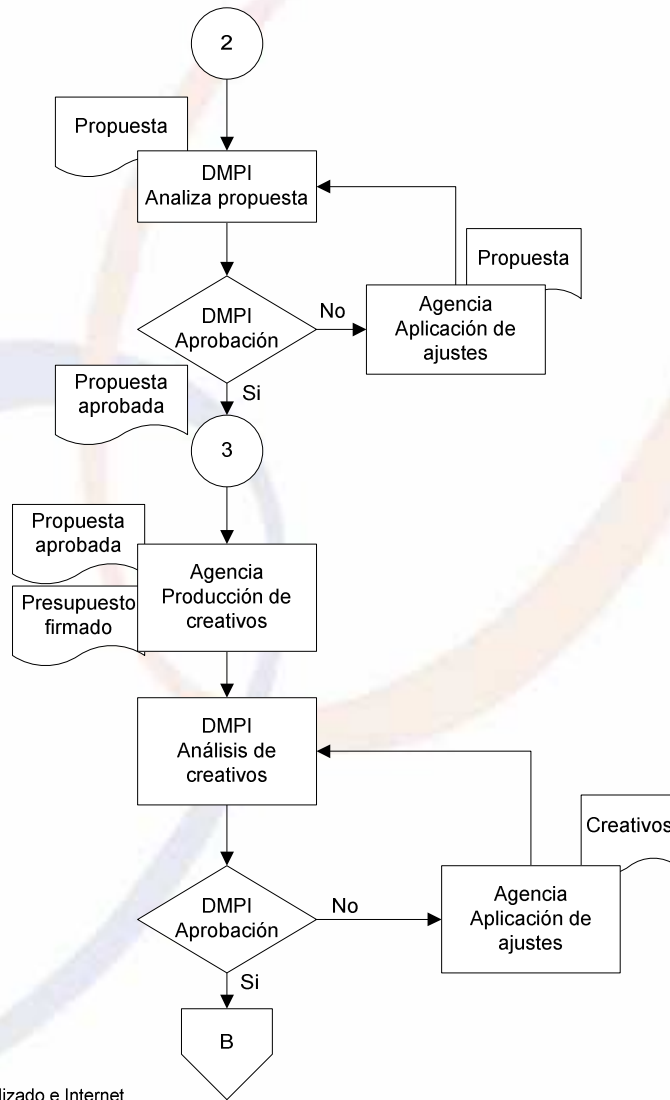 2
Propuesta
DMPI
Analiza propuesta
Propuesta
DMPI
Aprobación
No
Agencia
Aplicación de
ajustes
Si
Propuesta
aprobada
3
Propuesta
aprobada
Presupuesto
firmado
Agencia
Producción de
creativos
DMPI
Análisis de
creativos
Creativos
DMPI
Aprobación
No
Agencia
Aplicación de
ajustes
Si
B
lizado e Internet